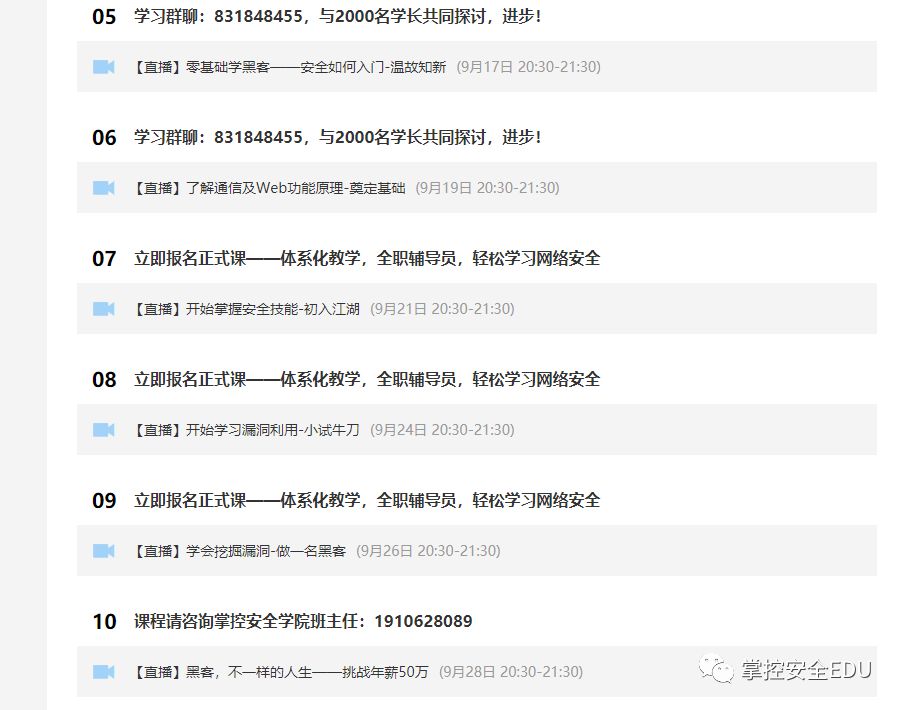 05 学习群聊：831848455，与2000名学长共同探讨，进步！
【直播】零基础学黑客——安全如何入门-温故知新 (9月17日 20:30-21:30)
06 学习群聊：831848455，与2000名学长共同探讨，进步！
【直播】了解通信及Web功能原理-奠定基础 (9月19日 20:30-21:30)
07 立即报名正式课——体系化教学，全职辅导员，轻松学习网络安全
【直播】开始掌握安全技能-初入江湖 (9月21日 20:30-21:30)
08 立即报名正式课——体系化教学，全职辅导员，轻松学习网络安全
【直播】开始学习漏洞利用-小试牛刀 (9月24日 20:30-21:30)
09 立即报名正式课——体系化教学，全职辅导员，轻松学习网络安全
【直播】学会挖掘漏洞-做一名黑客 (9月26日 20:30-21:30)
10 课程请咨询掌控安全学院班主任：1910628089
【直播】黑客，不一样的人生——挑战年薪50万 (9月28日 20:30-21:30)
掌控安全EDU